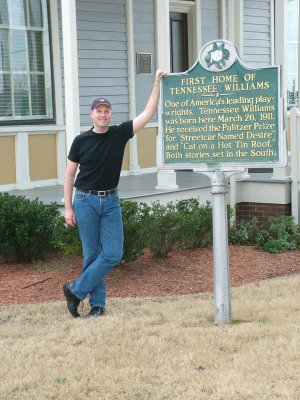 FIRST HOME OF
TENNESSEE WILLIAMS
One of America's leading play-
wrights, Tennessee Williams
was born here March 26, 1911.
He received the Pulitzer Prize
for "Streetcar Named Desire"
and "Cat on a Hot Tin Roof."
Both stories set in the South.